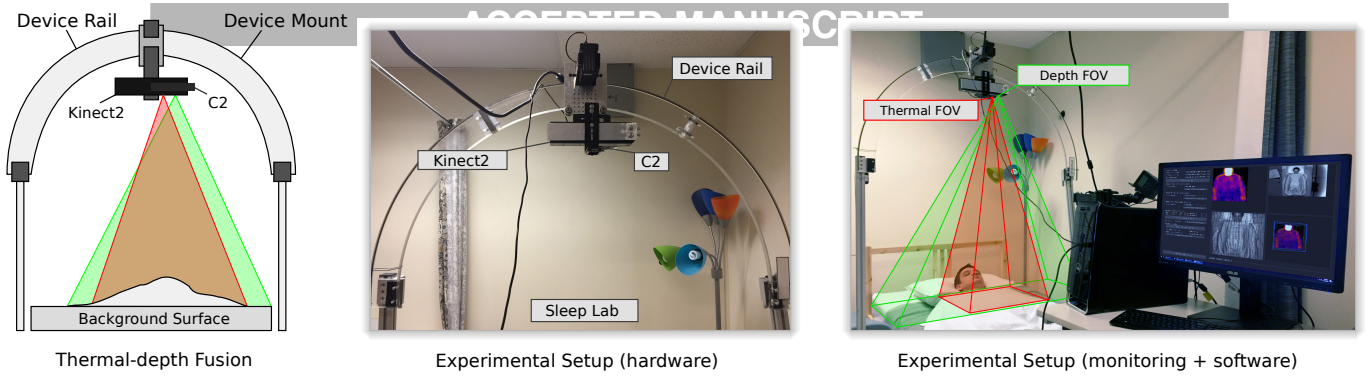 ACCEPTED MANUSCRIPT
Device Rail
Device Mount
Kinect2
C2
Background Surface
Thermal-depth Fusion
Device Rail
Kinect2
C2
Sleep Lab
Experimental Setup (hardware)
Depth FOV
Thermal FOV
Experimental Setup (monitoring + software)